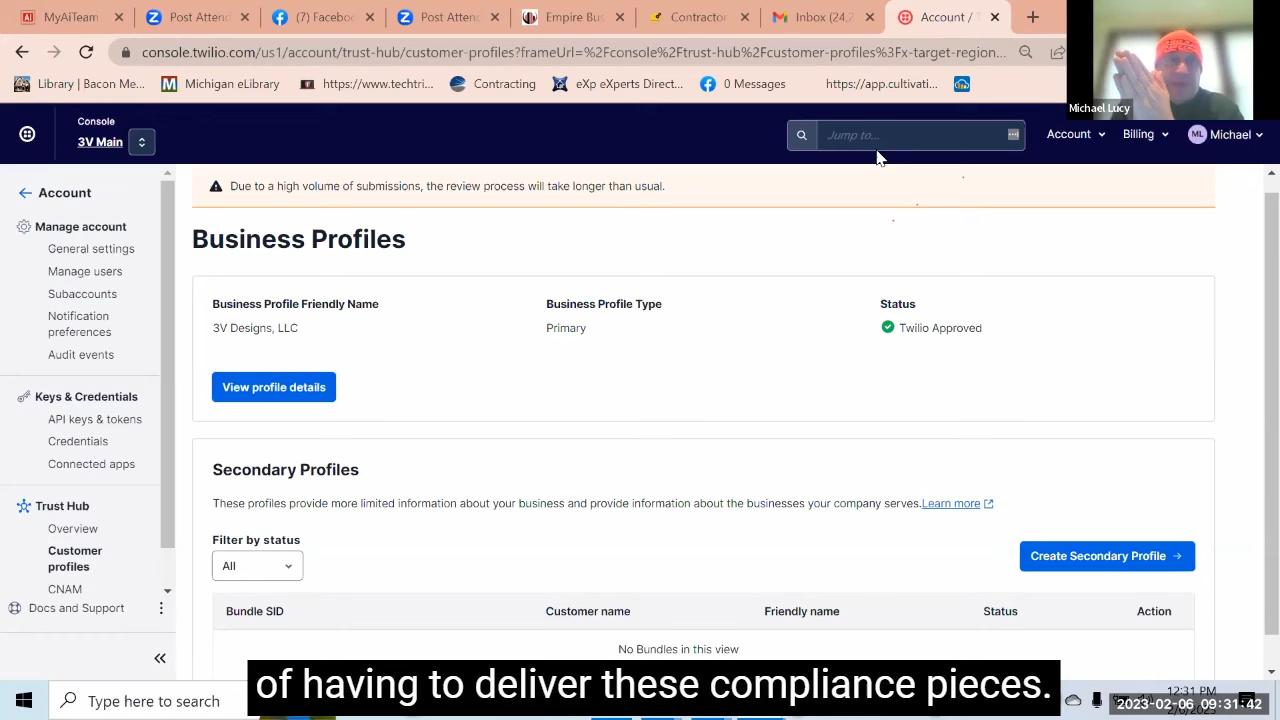 MyAiTeam
Post Atten
(7) Faceboo
Post Atten
Empire Bus
Contractor
Inbox (24,2
Account / T
console.twilio.com/us1/account/trust-hub/customer-profiles?frameUrl=%2Fconsole%2Ftrust-hub%2Fcustomer-profiles%3Fx-target-region...
Library | Bacon Me...
Michigan eLibrary
https://www.techtri...
Contracting
eXp eXperts Direct...
0 Messages
https://app.cultivati...
Michael Lucy
Console
3V Main
Jump to...
Account
Billing
ML
Michael
Account
Manage account
General settings
Manage users
Subaccounts
Notification
preferences
Audit events
Keys & Credentials
API keys & tokens
Credentials
Connected apps
Trust Hub
Overview
Customer
profiles
CNAM
Docs and Support
Due to a high volume of submissions, the review process will take longer than usual.
Business Profiles
Business Profile Friendly Name
Business Profile Type
Status
3V Designs, LLC
Primary
Twilio Approved
View profile details
Secondary Profiles
These profiles provide more limited information about your business and provide information about the businesses your company serves.Learn more
Filter by status
All
Create Secondary Profile →
Bundle SID
Customer name
Friendly name
Status
Action
No Bundles in this view
of having to deliver these compliance pieces.
Type here to search
12:31 PM
2023-02-06 09:31:42